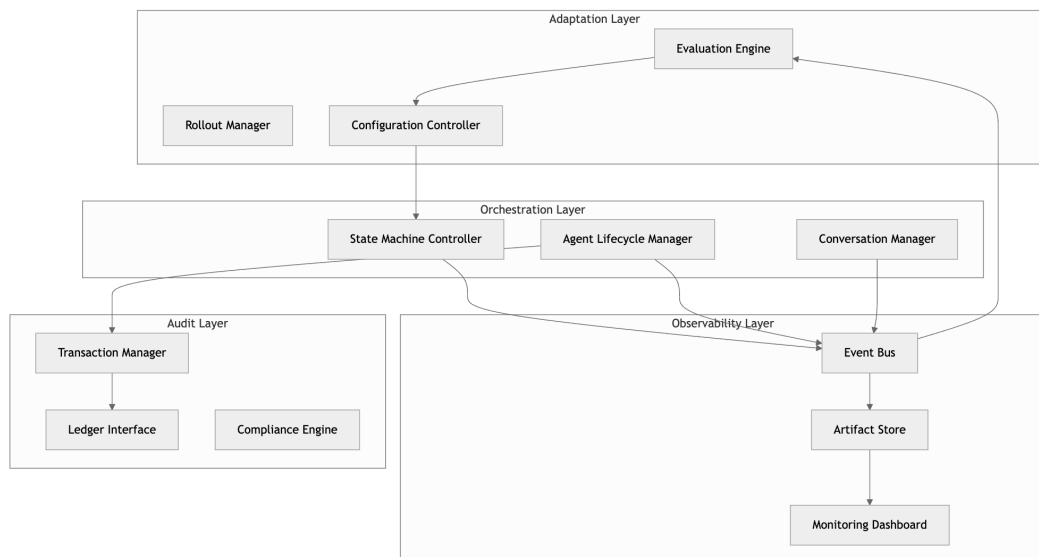 Adaptation Layer
Evaluation Engine
Rollout Manager
Configuration Controller
Orchestration Layer
State Machine Controller
Agent Lifecycle Manager
Conversation Manager
Audit Layer
Observability Layer
Transaction Manager
Event Bus
Ledger Interface
Compliance Engine
Artifact Store
Monitoring Dashboard